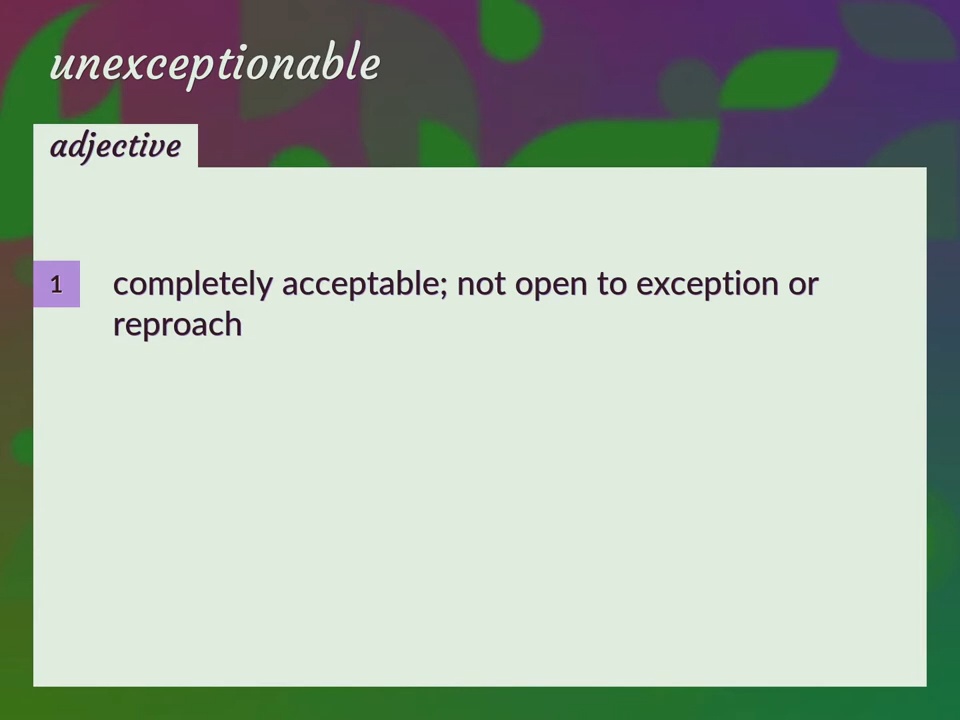 unexceptionable
adjective
1 completely acceptable; not open to exception or
reproach